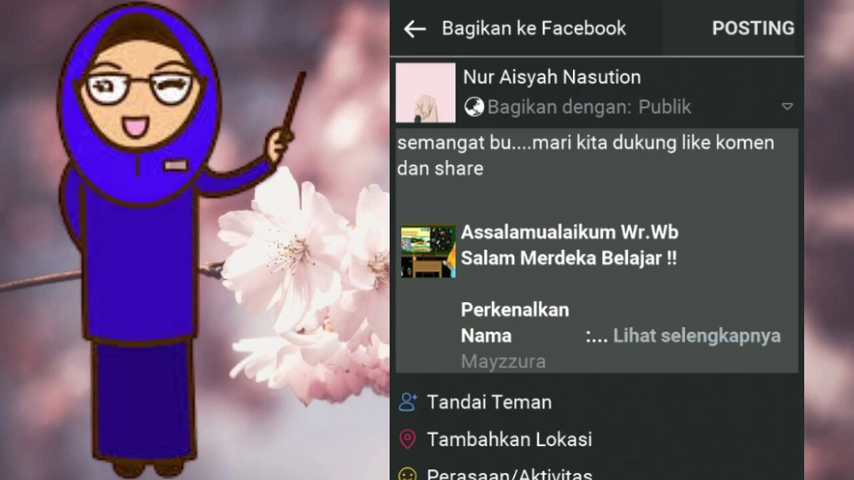 Bagikan ke Facebook
POSTING
Nur Aisyah Nasution
Bagikan dengan: Publik
semangat bu....mari kita dukung like komen
dan share
Assalamualaikum Wr.Wb
Salam Merdeka Belajar !!
Perkenalkan
Nama :... Lihat selengkapnya
Mayzzura
Tandai Teman
Tambahkan Lokasi
Perasaan/Aktivitas